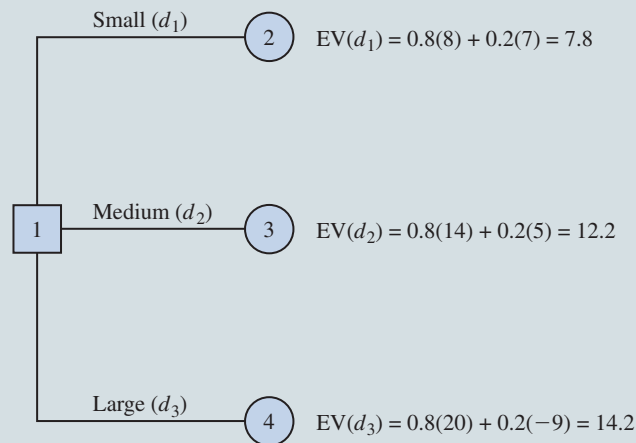 Small (d₁)
2 EV(d₁) = 0.8(8) + 0.2(7) = 7.8
Medium (d₂)
1 3 EV(d₂) = 0.8(14) + 0.2(5) = 12.2
Large (d₃)
4 EV(d₃) = 0.8(20) + 0.2(−9) = 14.2